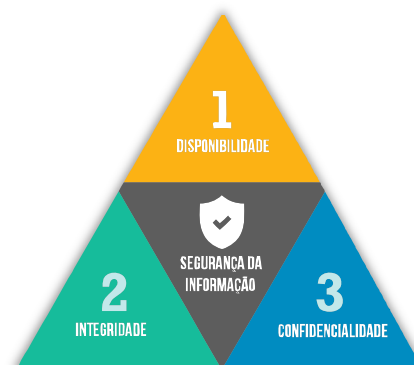 1
DISPONIBILIDADE
SEGURANÇA DA
INFORMAÇÃO
2
INTEGRIDADE
3
CONFIDENCIALIDADE